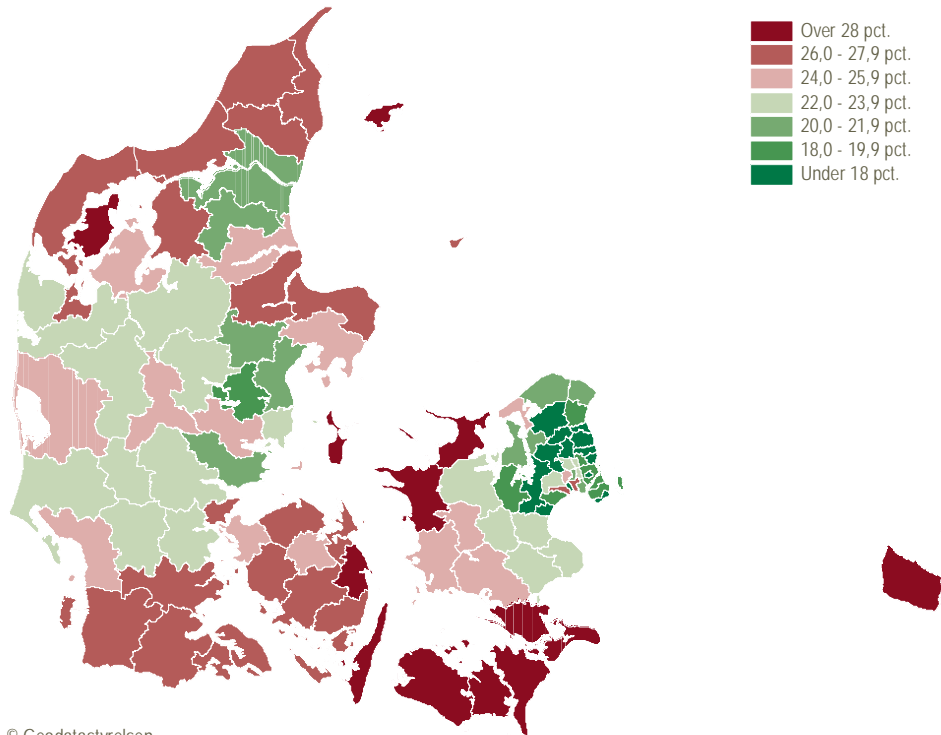 Over 28 pct.
26,0 - 27,9 pct.
24,0 - 25,9 pct.
22,0 - 23,9 pct.
20,0 - 21,9 pct.
18,0 - 19,9 pct.
Under 18 pct.
© Geodatastyrelsen